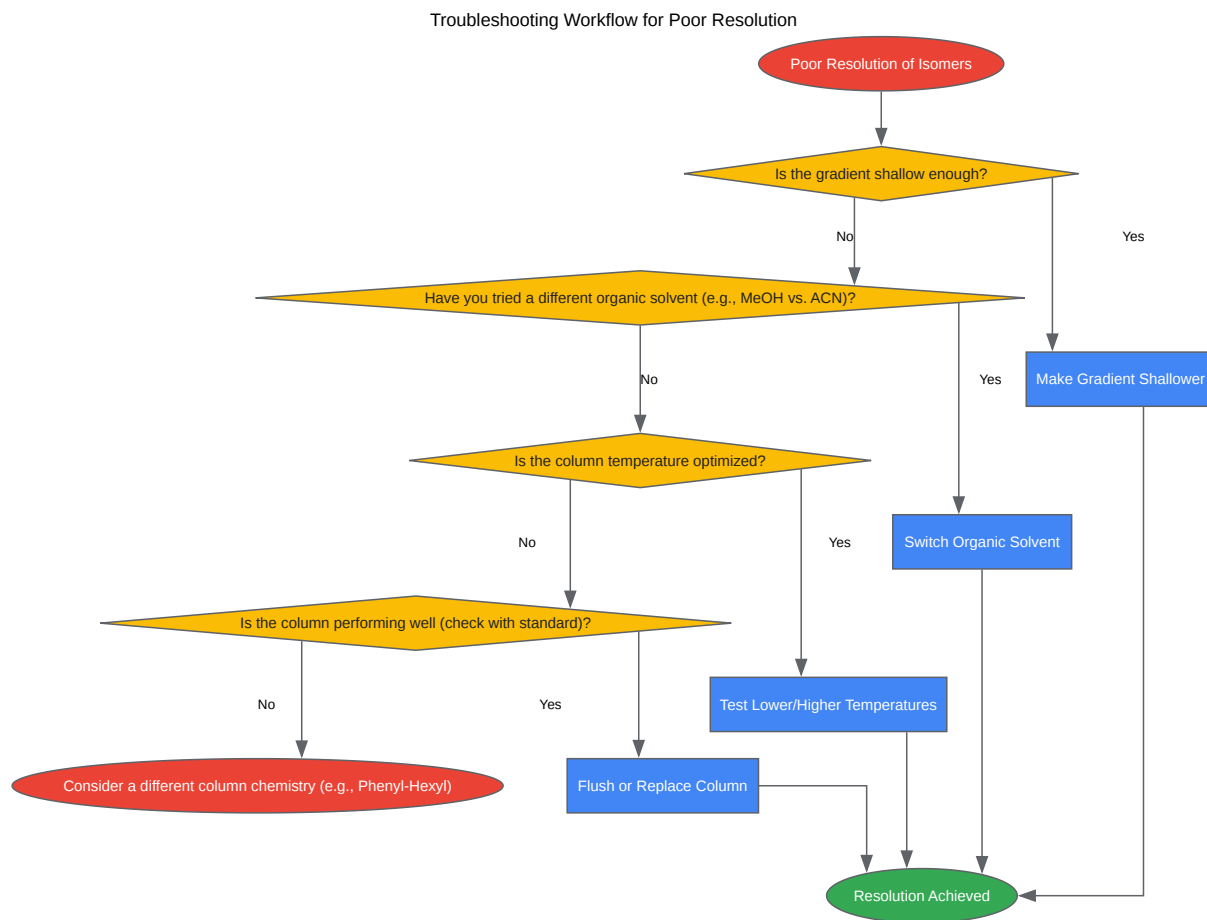 Troubleshooting Workflow for Poor Resolution
Poor Resolution of Isomers
Is the gradient shallow enough?
No
Yes
Have you tried a different organic solvent (e.g., MeOH vs. ACN)?
No
Yes
Make Gradient Shallower
Is the column temperature optimized?
No
Yes
Switch Organic Solvent
Is the column performing well (check with standard)?
No
Yes
Test Lower/Higher Temperatures
Consider a different column chemistry (e.g., Phenyl-Hexyl)
Flush or Replace Column
Resolution Achieved